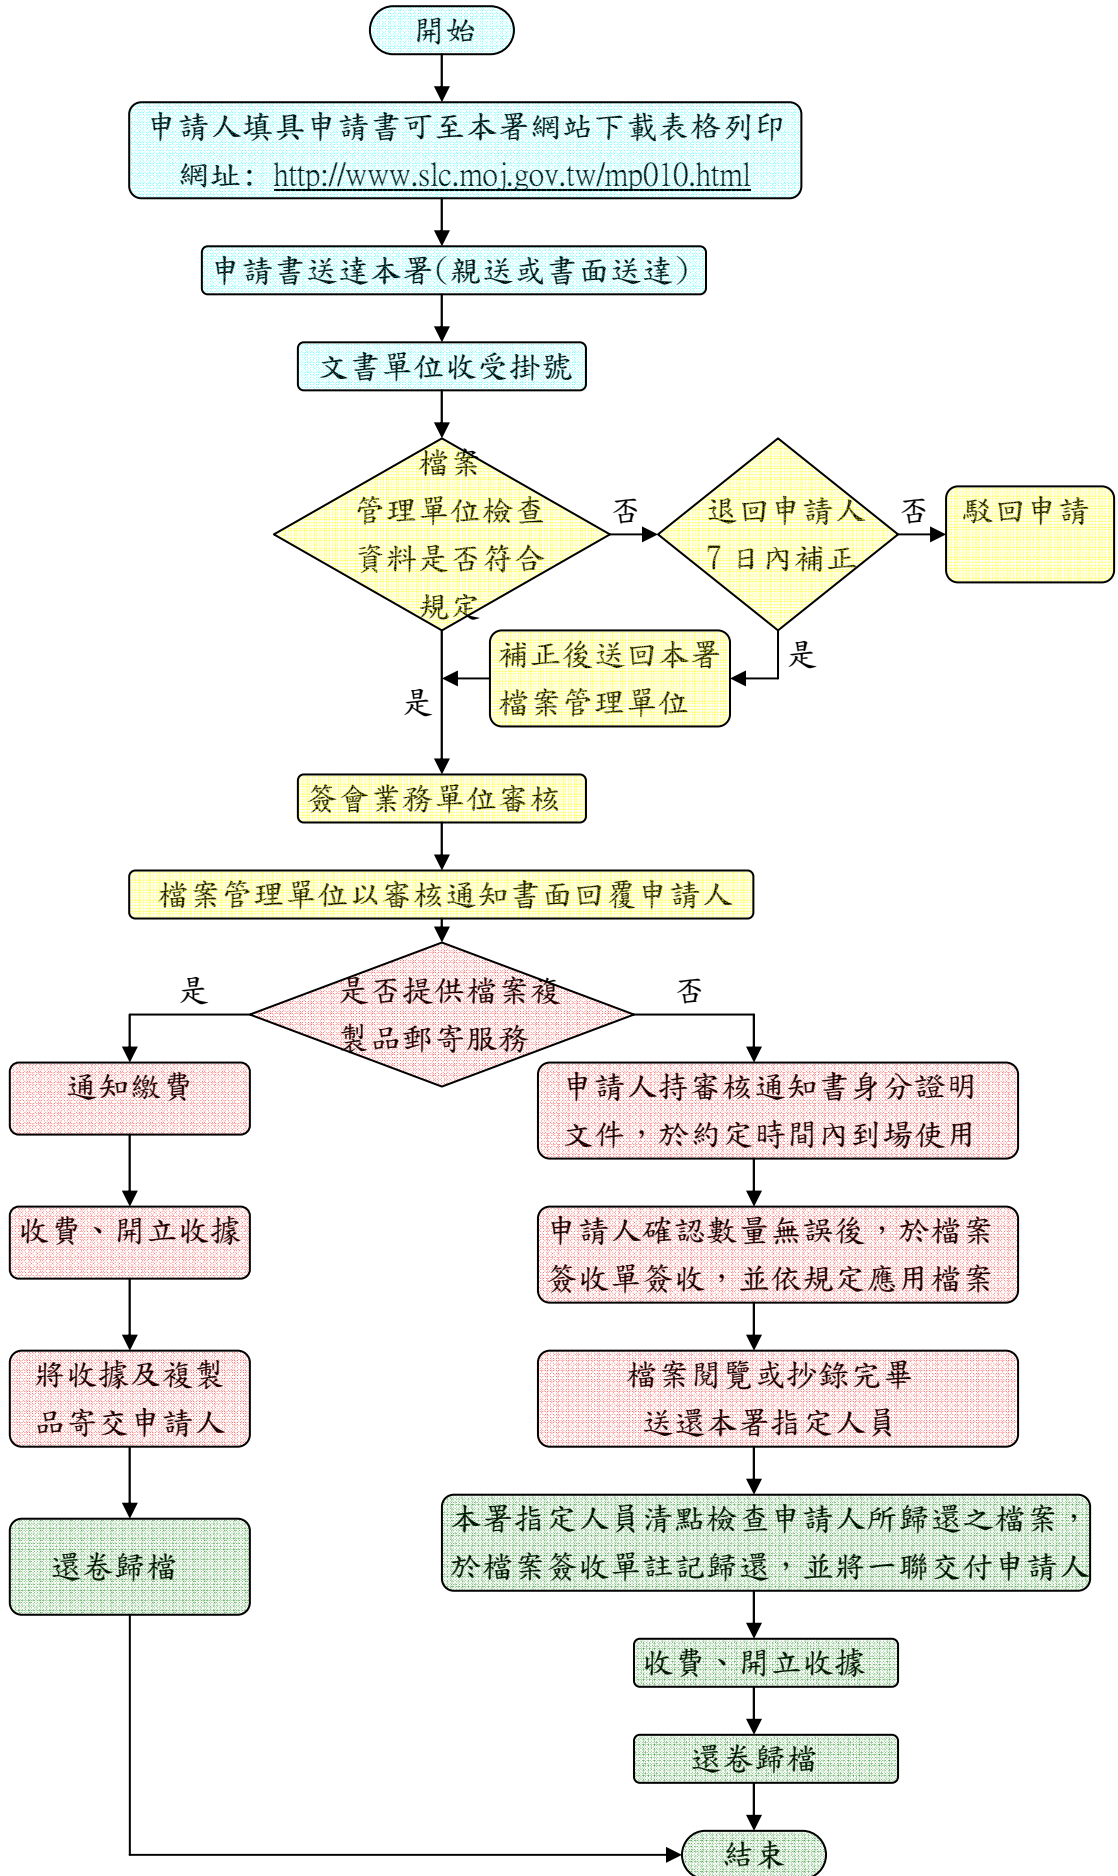 開始
申請人填具申請書可至本署網站下載表格列印
網址：http://www.slc.moj.gov.tw/mp010.html
申請書送達本署(親送或書面送達)
文書單位收受掛號
檔案
管理單位檢查
資料是否符合
規定
否
退回申請人
7日內補正
否
駁回申請
是
補正後送回本署
檔案管理單位
是
簽會業務單位審核
檔案管理單位以審核通知書面回覆申請人
是否提供檔案複
製品郵寄服務
是
否
通知繳費
收費、開立收據
將收據及複製
品寄交申請人
還卷歸檔
申請人持審核通知書身分證明
文件，於約定時間內到場使用
申請人確認數量無誤後，於檔案
簽收單簽收，並依規定應用檔案
檔案閱覽或抄錄完畢
送還本署指定人員
本署指定人員清點檢查申請人所歸還之檔案，
於檔案簽收單註記歸還，並將一聯交付申請人
收費、開立收據
還卷歸檔
結束